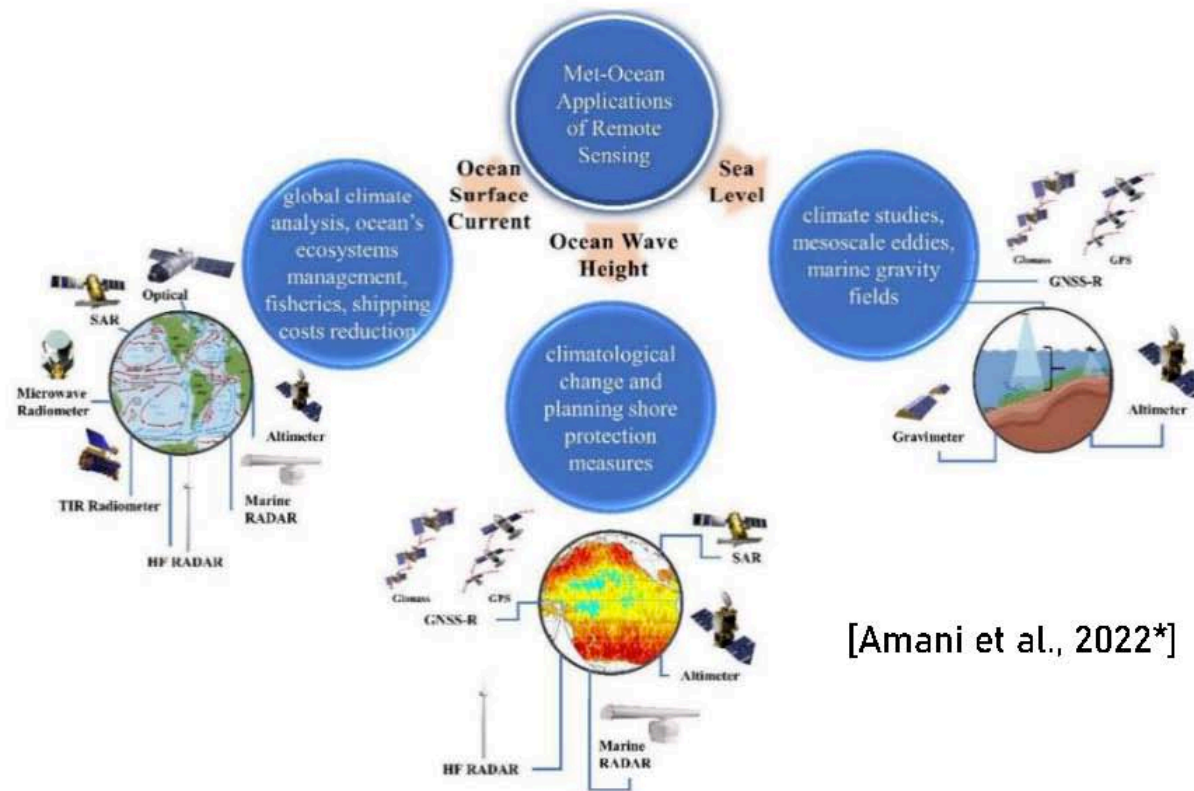 Met-Ocean
Applications
of Remote
Sensing
Ocean
Surface
Current
Sea
Level
Ocean Wave
Height
global climate
analysis, ocean's
ecosystems
management,
fisheries, shipping
costs reduction
climate studies,
mesoscale eddies,
marine gravity
fields
climatological
change and
planning shore
protection
measures
Optical
SAR
Microwave
Radiometer
TIR Radiometer
HF RADAR
Marine
RADAR
Altimeter
Glonass
GPS
GNSS-R
Gravimeter
Altimeter
Glonass
GPS
GNSS-R
SAR
Altimeter
HF RADAR
Marine
RADAR
[Amani et al., 2022*]